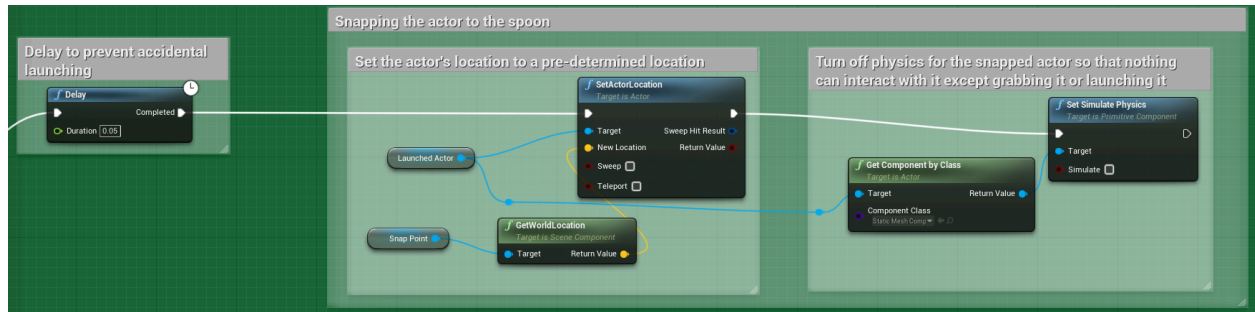 Snapping the actor to the spoon
Delay to prevent accidental
launching
Delay
Completed
Duration 0.05
Set the actor's location to a pre-determined location
SetActorLocation
Target is Actor
Target
Sweep Hit Result
New Location
Return Value
Sweep
Teleport
Launched Actor
Snap Point
GetWorldLocation
Target is Scene Component
Target
Return Value
Turn off physics for the snapped actor so that nothing
can interact with it except grabbing it or launching it
Get Component by Class
Target is Actor
Target
Return Value
Component Class
Static Mesh Comp
Set Simulate Physics
Target is Primitive Component
Target
Simulate